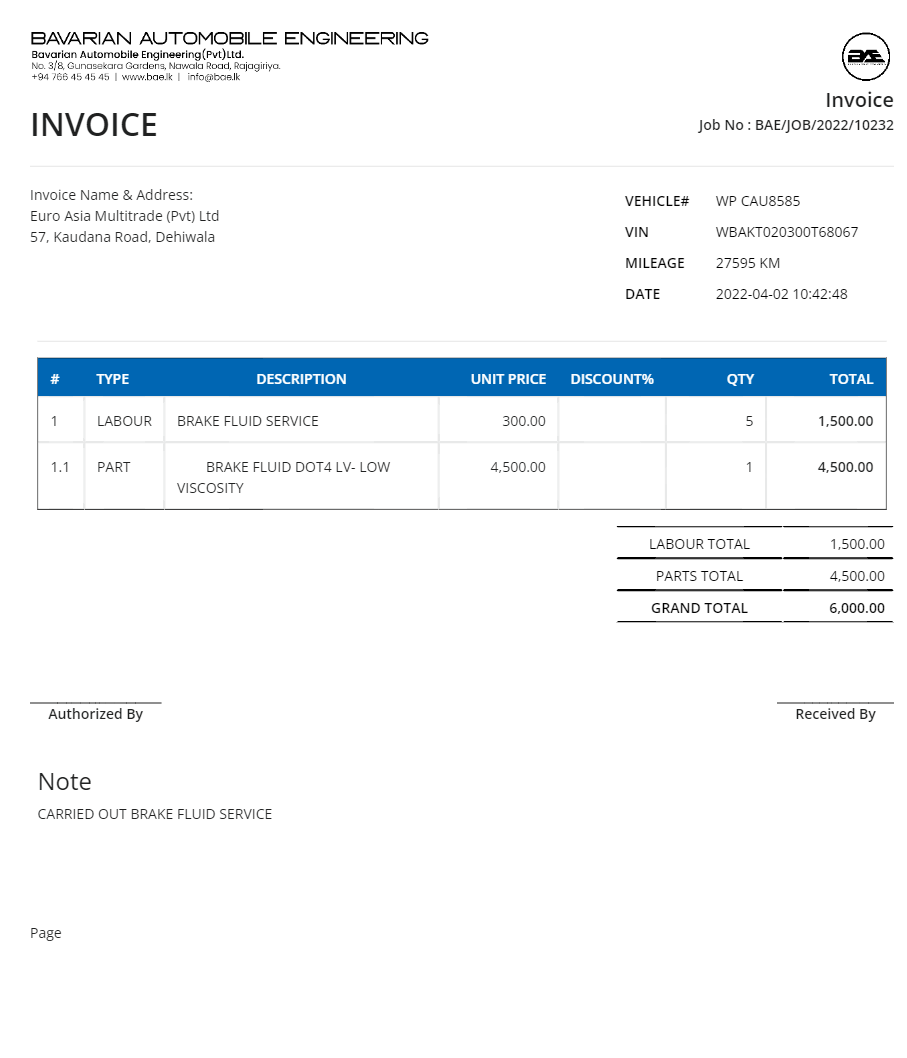 BAVARIAN AUTOMOBILE ENGINEERING
Bavarian Automobile Engineering(Pvt)Ltd.
No. 3/8, Gunasekara Gardens, Nawala Road, Rajagiriya.
+94 766 45 45 45 | www.bae.lk | info@bae.lk
BAE
Invoice
INVOICE
Job No : BAE/JOB/2022/10232
Invoice Name & Address:
Euro Asia Multitrade (Pvt) Ltd
57, Kaudana Road, Dehiwala
VEHICLE# WP CAU8585
VIN WBAKT020300T68067
MILEAGE 27595 KM
DATE 2022-04-02 10:42:48
# TYPE DESCRIPTION UNIT PRICE DISCOUNT% QTY TOTAL
1 LABOUR BRAKE FLUID SERVICE 300.00 5 1,500.00
1.1 PART BRAKE FLUID DOT4 LV- LOW 4,500.00 1 4,500.00
VISCOSITY
LABOUR TOTAL 1,500.00
PARTS TOTAL 4,500.00
GRAND TOTAL 6,000.00
Authorized By Received By
Note
CARRIED OUT BRAKE FLUID SERVICE
Page